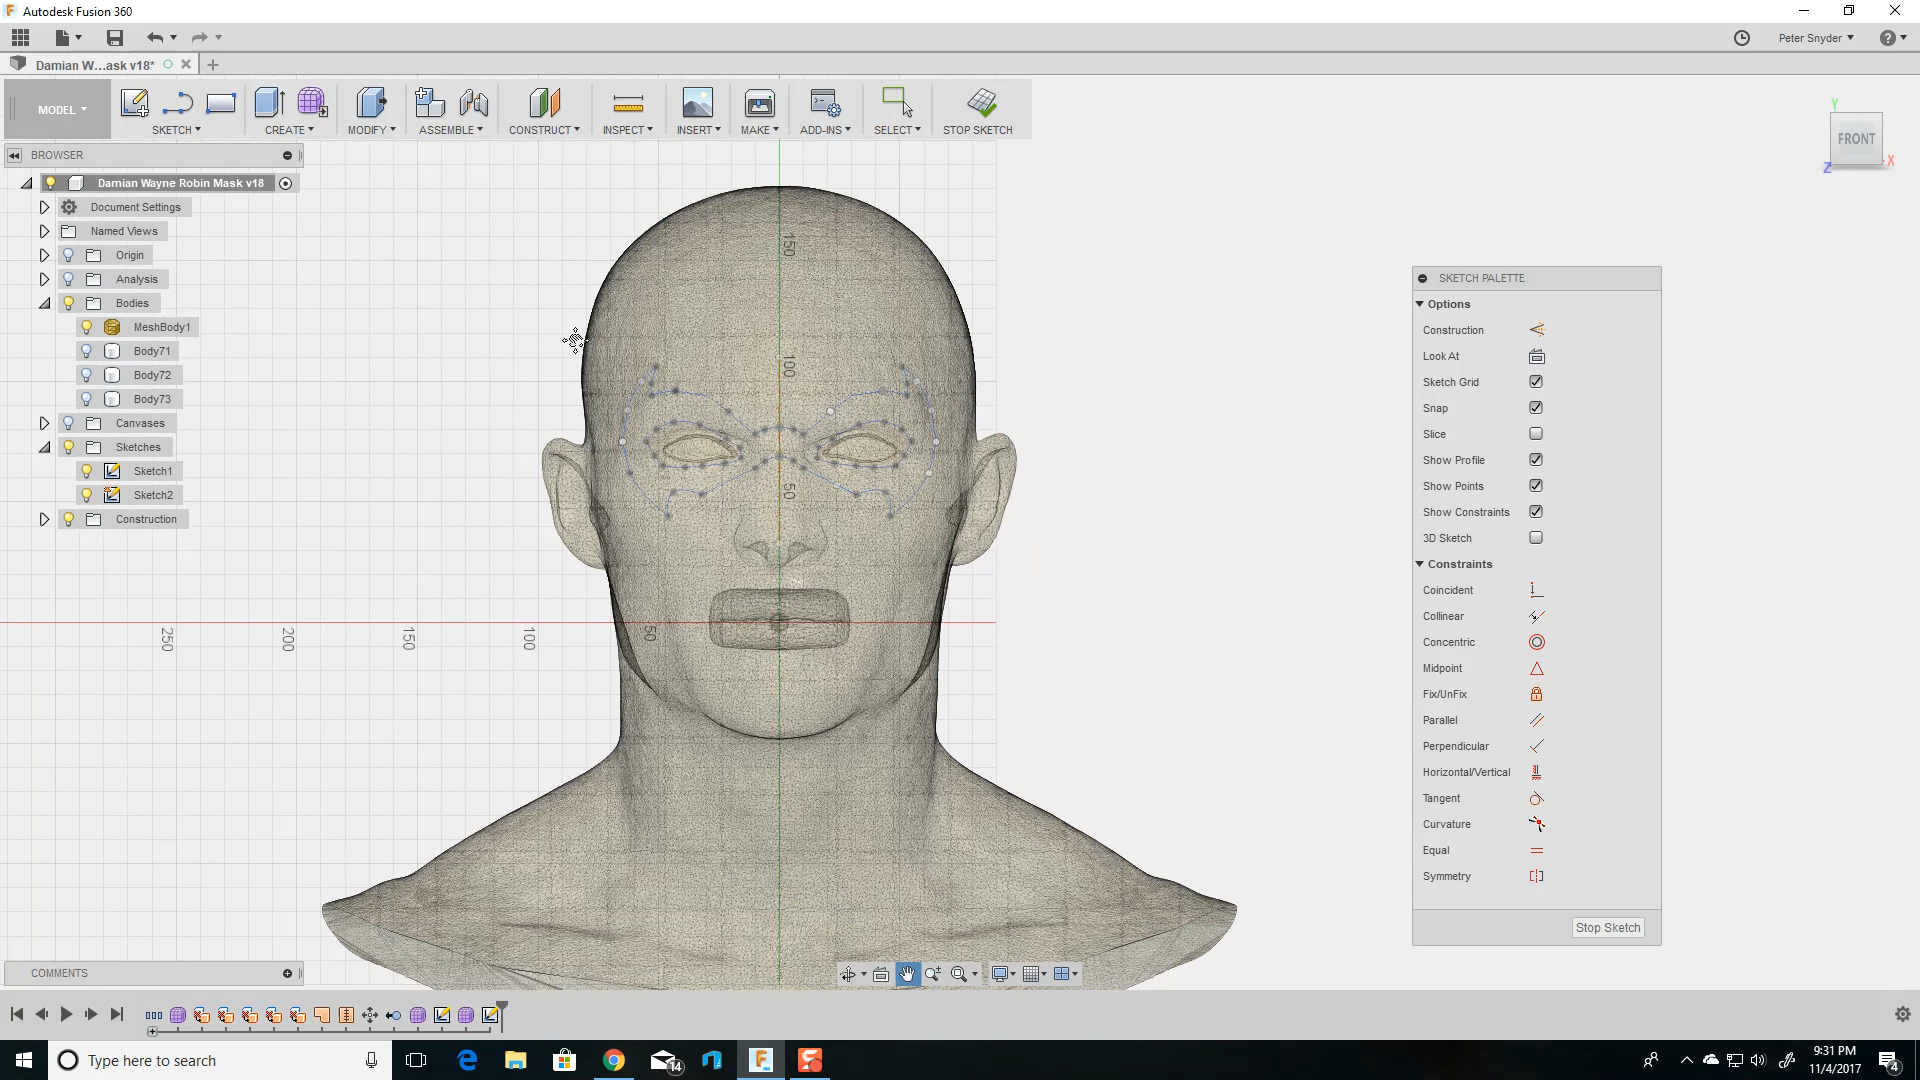 Autodesk Fusion 360
Peter Snyder
Damian W...ask v18*
MODEL
SKETCH
CREATE
MODIFY
ASSEMBLE
CONSTRUCT
INSPECT
INSERT
MAKE
ADD-INS
SELECT
STOP SKETCH
BROWSER
Damian Wayne Robin Mask v18
Document Settings
Named Views
Origin
Analysis
Bodies
MeshBody1
Body71
Body72
Body73
Canvases
Sketches
Sketch1
Sketch2
Construction
Y
FRONT
X
Z
150
100
50
250
200
150
100
50
SKETCH PALETTE
Options
Construction
Look At
Sketch Grid
Snap
Slice
Show Profile
Show Points
Show Constraints
3D Sketch
Constraints
Coincident
Collinear
Concentric
Midpoint
Fix/UnFix
Parallel
Perpendicular
Horizontal/Vertical
Tangent
Curvature
Equal
Symmetry
Stop Sketch
COMMENTS
Type here to search
14
9:31 PM
11/4/2017
4